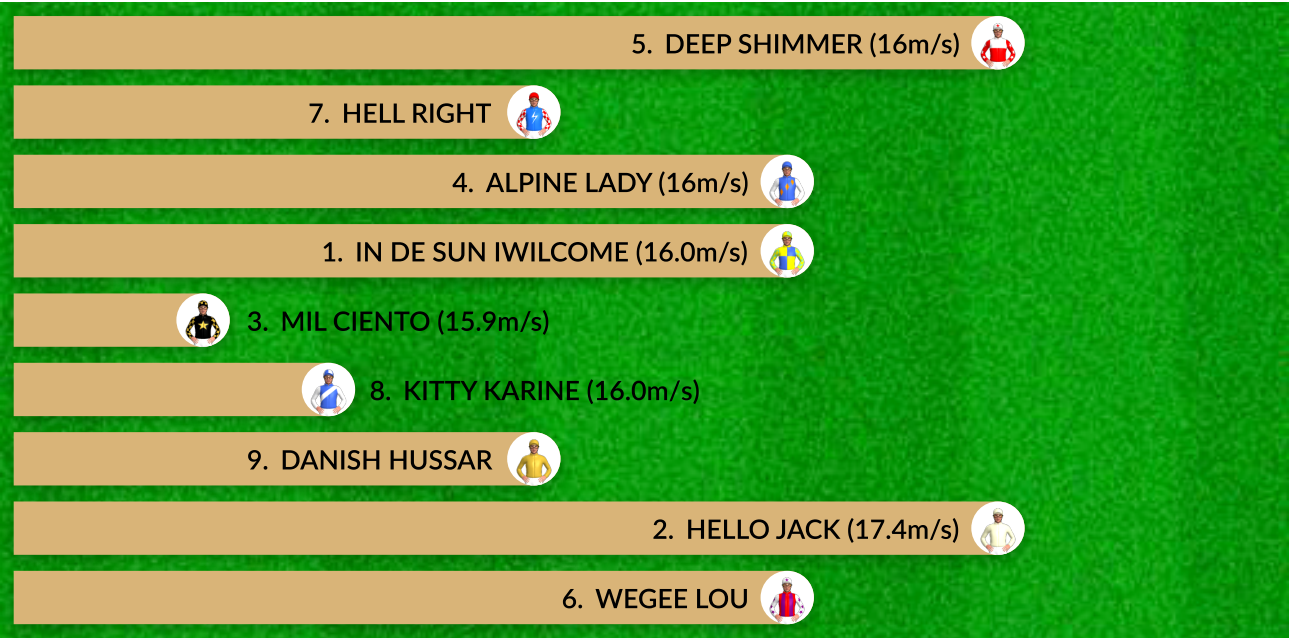 5. DEEP SHIMMER (16m/s)
7. HELL RIGHT
4. ALPINE LADY (16m/s)
1. IN DE SUN IWILCOME (16.0m/s)
3. MIL CIENTO (15.9m/s)
8. KITTY KARINE (16.0m/s)
9. DANISH HUSSAR
2. HELLO JACK (17.4m/s)
6. WEGEE LOU